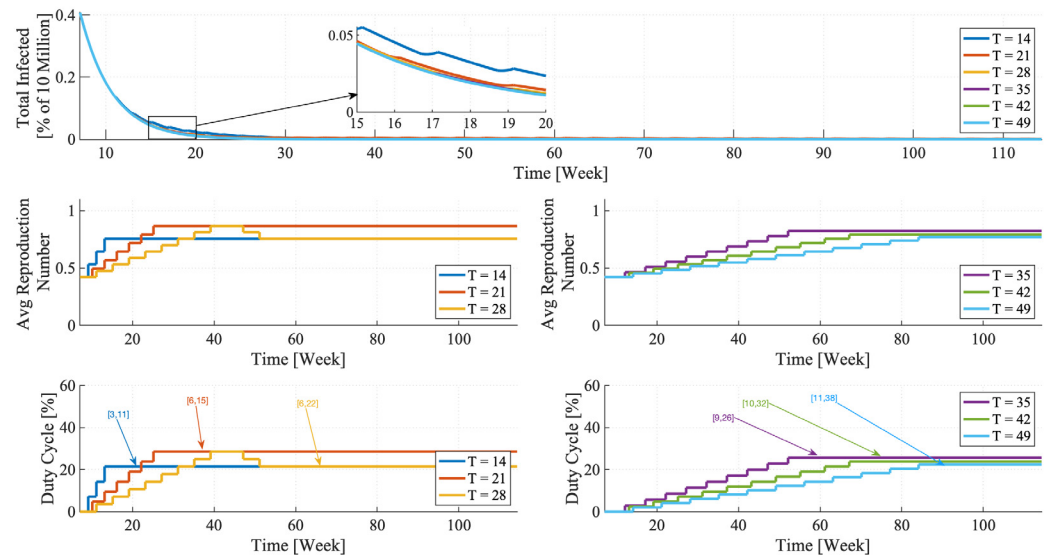 0.4
0.2
0
Total Infected
[% of 10 Million]
0.05
0
15 16 17 18 19 20
T = 14
T = 21
T = 28
T = 35
T = 42
T = 49
10 20 30 40 50 60 70 80 90 100 110
Time [Week]
1
0.5
0
Avg Reproduction
Number
T = 14
T = 21
T = 28
20 40 60 80 100
Time [Week]
1
0.5
0
Avg Reproduction
Number
T = 35
T = 42
T = 49
20 40 60 80 100
Time [Week]
60
40
20
0
Duty Cycle [%]
[3,11]
[6,15]
[6,22]
T = 14
T = 21
T = 28
20 40 60 80 100
Time [Week]
60
40
20
0
Duty Cycle [%]
[9,26]
[10,32]
[11,38]
T = 35
T = 42
T = 49
20 40 60 80 100
Time [Week]